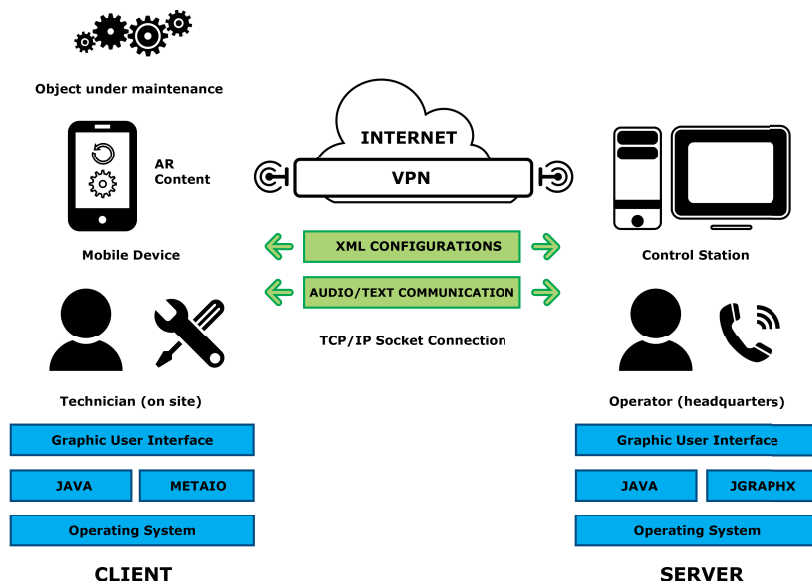 Object under maintenance
AR
Content
Mobile Device
Technician (on site)
Graphic User Interface
JAVA
METAIO
Operating System
CLIENT
INTERNET
VPN
XML CONFIGURATIONS
AUDIO/TEXT COMMUNICATION
TCP/IP Socket Connection
Control Station
Operator (headquarters)
Graphic User Interface
JAVA
JGRAPHX
Operating System
SERVER